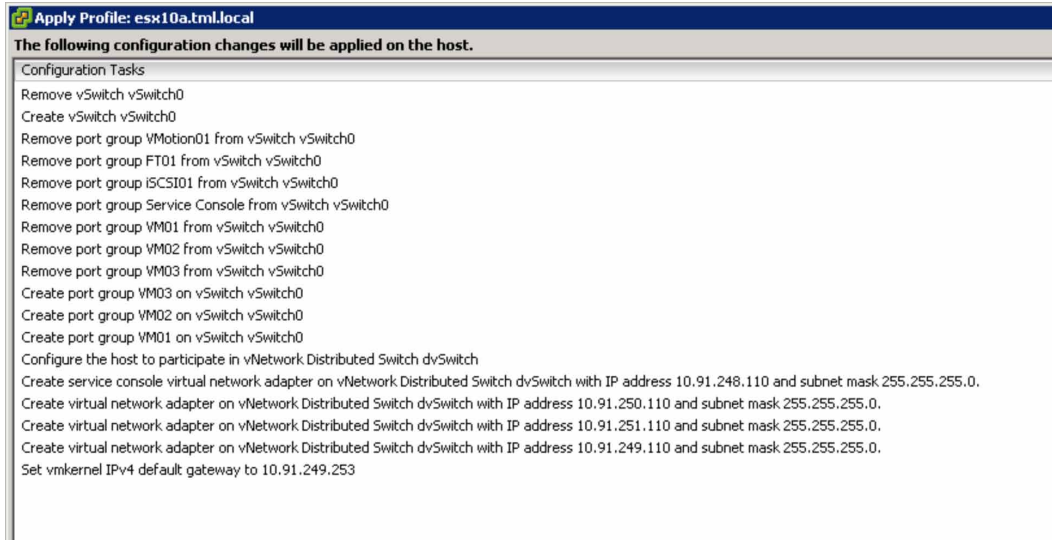 Apply Profile: esx10a.tml.local
The following configuration changes will be applied on the host.
Configuration Tasks
Remove vSwitch vSwitch0
Create vSwitch vSwitch0
Remove port group VMotion01 from vSwitch vSwitch0
Remove port group FT01 from vSwitch vSwitch0
Remove port group iSCSI01 from vSwitch vSwitch0
Remove port group Service Console from vSwitch vSwitch0
Remove port group VM01 from vSwitch vSwitch0
Remove port group VM02 from vSwitch vSwitch0
Remove port group VM03 from vSwitch vSwitch0
Create port group VM03 on vSwitch vSwitch0
Create port group VM02 on vSwitch vSwitch0
Create port group VM01 on vSwitch vSwitch0
Configure the host to participate in vNetwork Distributed Switch dvSwitch
Create service console virtual network adapter on vNetwork Distributed Switch dvSwitch with IP address 10.91.248.110 and subnet mask 255.255.255.0.
Create virtual network adapter on vNetwork Distributed Switch dvSwitch with IP address 10.91.250.110 and subnet mask 255.255.255.0.
Create virtual network adapter on vNetwork Distributed Switch dvSwitch with IP address 10.91.251.110 and subnet mask 255.255.255.0.
Create virtual network adapter on vNetwork Distributed Switch dvSwitch with IP address 10.91.249.110 and subnet mask 255.255.255.0.
Set vmkernel IPv4 default gateway to 10.91.249.253